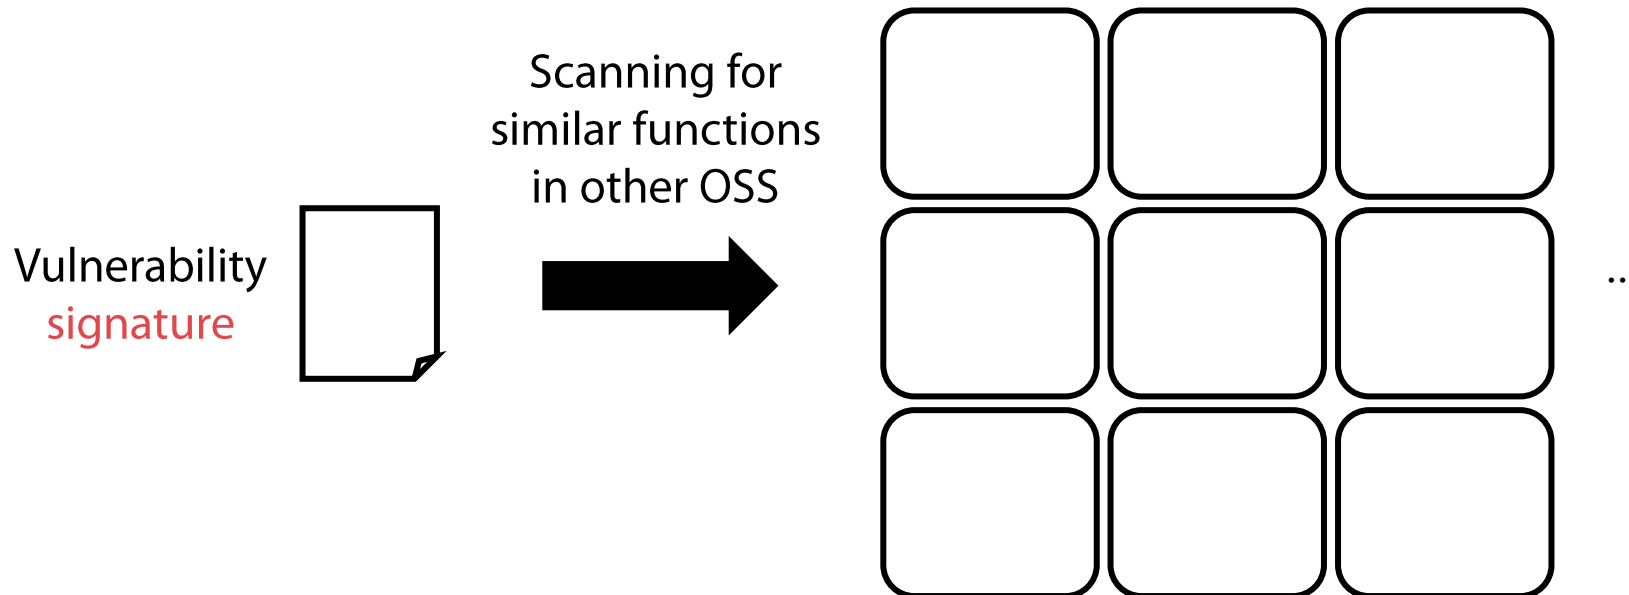 Scanning for
similar functions
in other OSS
Vulnerability
signature
..